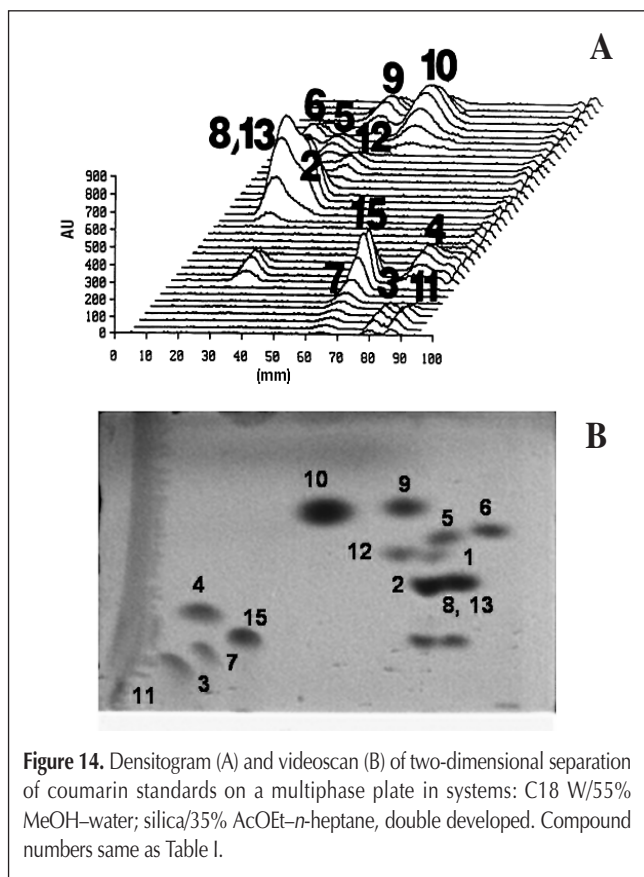 A
9 10
6 5
8,13 12
2
15
4
7 3 11
900
800
700
600
500
400
300
200
100
0
AU
0 10 20 30 40 50 60 70 80 90 100
(mm)
B
10 9
6
5
12 1
2
8, 13
4
15
7
3
11
Figure 14. Densitogram (A) and videoscan (B) of two-dimensional separation
of coumarin standards on a multiphase plate in systems: C18 W/55%
MeOH–water; silica/35% AcOEt–n-heptane, double developed. Compound
numbers same as Table I.